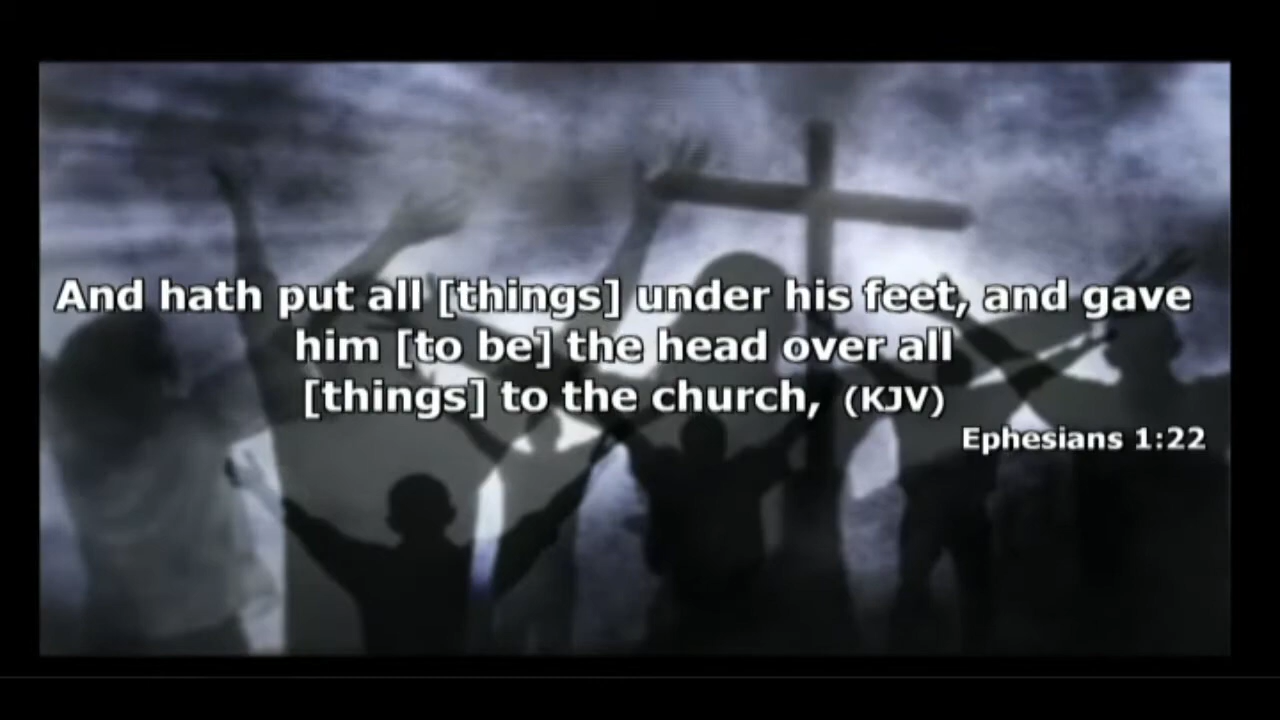 And hath put all [things] under his feet, and gave
him [to be] the head over all
[things] to the church, (KJV)
Ephesians 1:22